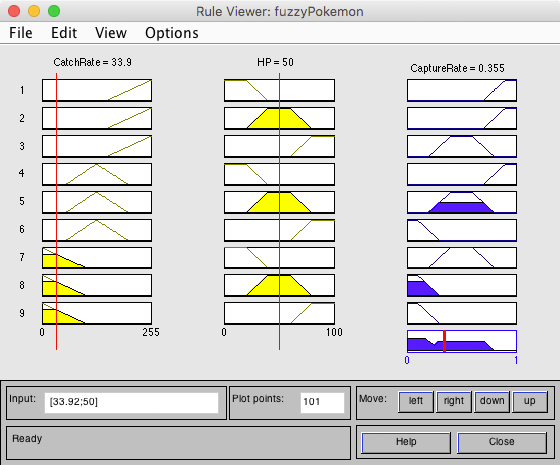 Rule Viewer: fuzzyPokemon
File Edit View Options
CatchRate = 33.9 HP = 50 CaptureRate = 0.355
1
2
3
4
5
6
7
8
9
0 255 0 100
0 1
Input: [33.92;50] Plot points: 101 Move: left right down up
Ready Help Close